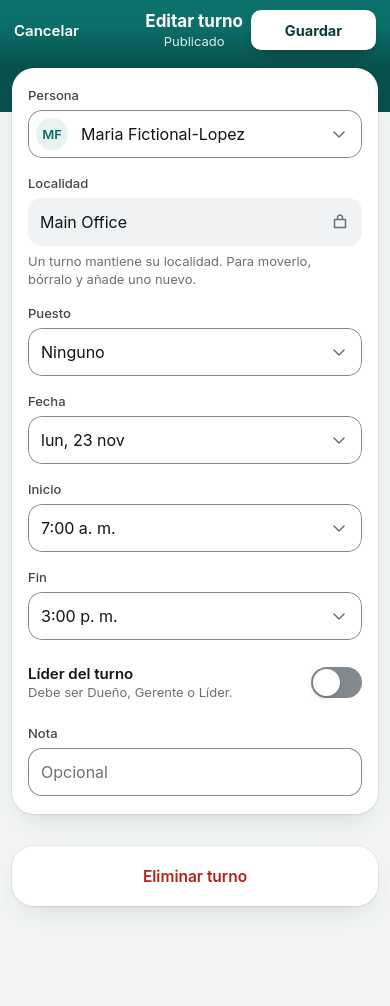 Cancelar
Editar turno
Publicado
Guardar
Persona
MF
Maria Fictional-Lopez
Localidad
Main Office
Un turno mantiene su localidad. Para moverlo,
bórralo y añade uno nuevo.
Puesto
Ninguno
Fecha
lun, 23 nov
Inicio
7:00 a. m.
Fin
3:00 p. m.
Líder del turno
Debe ser Dueño, Gerente o Líder.
Nota
Opcional
Eliminar turno